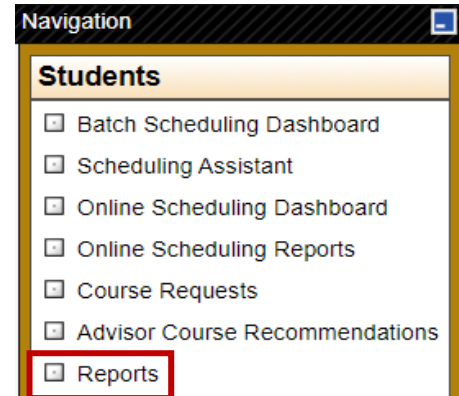 Navigation
Students
Batch Scheduling Dashboard
Scheduling Assistant
Online Scheduling Dashboard
Online Scheduling Reports
Course Requests
Advisor Course Recommendations
Reports